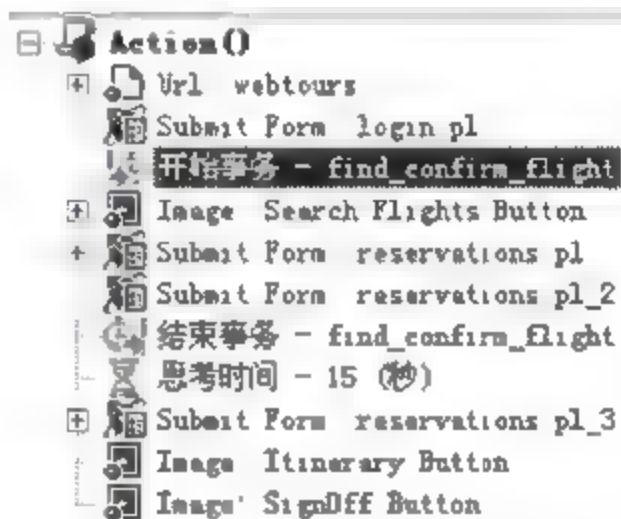 Action()
Url webtours
Submit Form login pl
开始事务 - find_confirm_flight
Image Search Flights Button
Submit Form reservations pl
Submit Form reservations pl_2
结束事务 - find_confirm_flight
思考时间 - 15 (秒)
Submit Form reservations pl_3
Image Itinerary Button
Image' SignOff Button